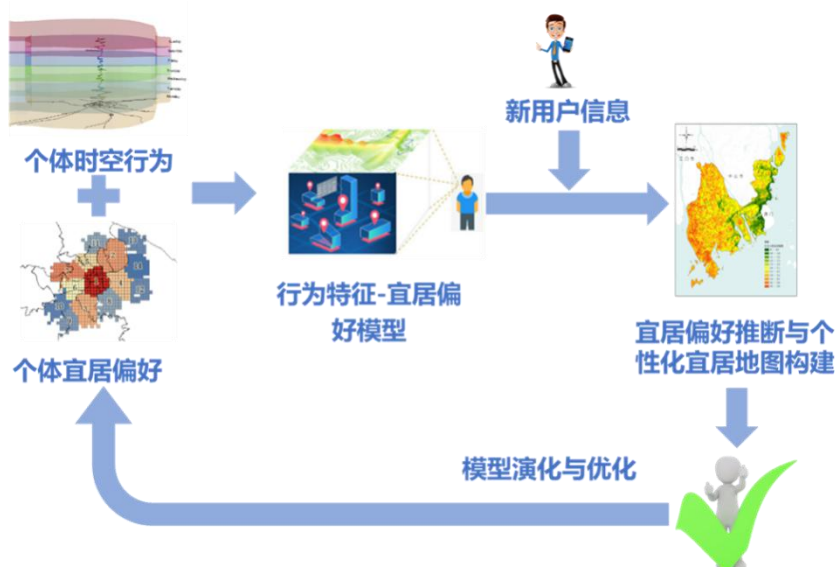 个体时空行为
新用户信息
行为特征-宜居偏
好模型
个体宜居偏好
宜居偏好推断与个
性化宜居地图构建
模型演化与优化